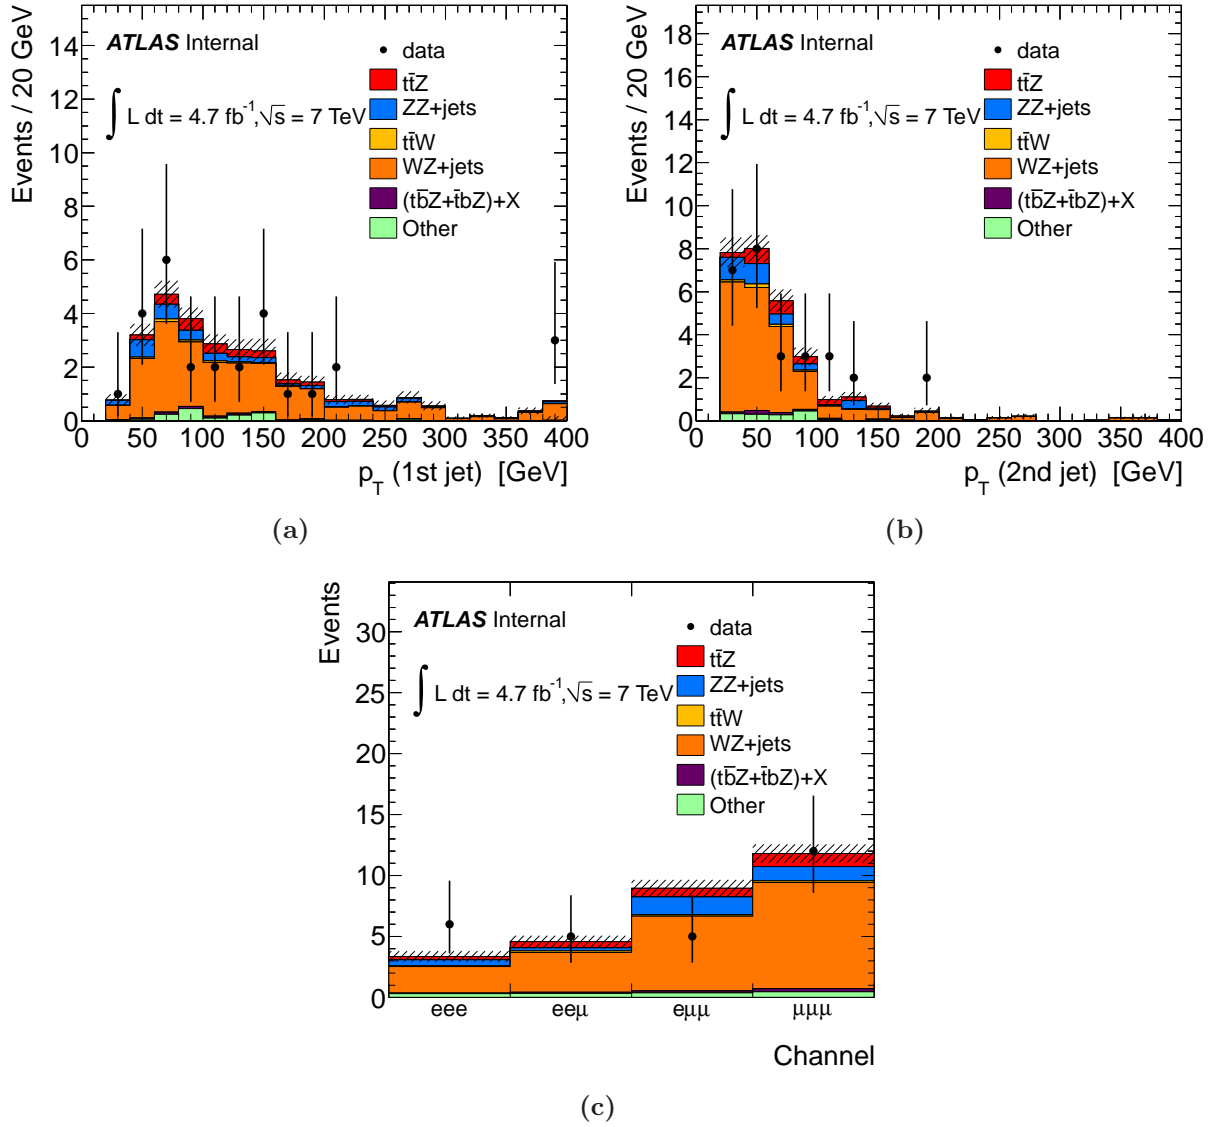 Events / 20 GeV
14
12
10
8
6
4
2
0
ATLAS Internal
∫ L dt = 4.7 fb⁻¹,√s = 7 TeV
data
tt̄Z
ZZ+jets
tt̄W
WZ+jets
(tb̄Z+t̄bZ)+X
Other
0 50 100 150 200 250 300 350 400
p_T (1st jet) [GeV]
(a)
Events / 20 GeV
18
16
14
12
10
8
6
4
2
0
ATLAS Internal
∫ L dt = 4.7 fb⁻¹,√s = 7 TeV
data
tt̄Z
ZZ+jets
tt̄W
WZ+jets
(tb̄Z+t̄bZ)+X
Other
0 50 100 150 200 250 300 350 400
p_T (2nd jet) [GeV]
(b)
Events
30
25
20
15
10
5
0
ATLAS Internal
∫ L dt = 4.7 fb⁻¹,√s = 7 TeV
data
tt̄Z
ZZ+jets
tt̄W
WZ+jets
(tb̄Z+t̄bZ)+X
Other
eee eeμ eμμ μμμ
Channel
(c)